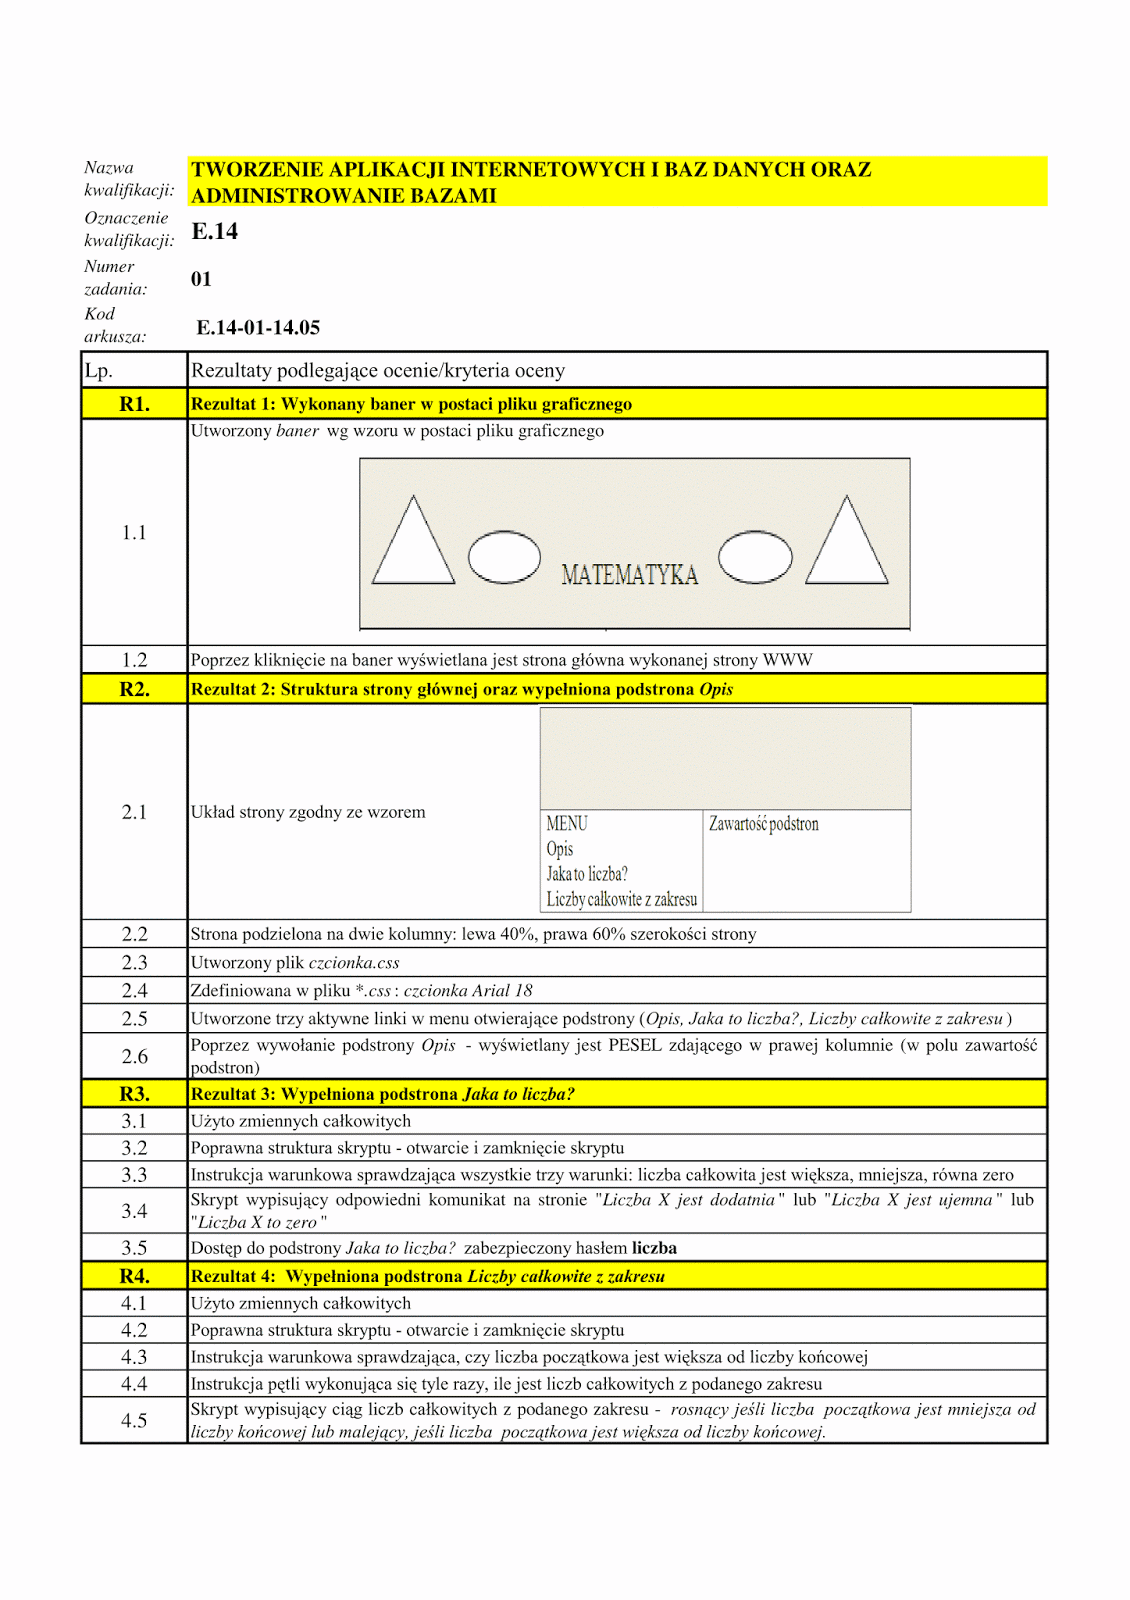 Nazwa
kwalifikacji:
TWORZENIE APLIKACJI INTERNETOWYCH I BAZ DANYCH ORAZ
ADMINISTROWANIE BAZAMI
Oznaczenie
kwalifikacji:
E.14
Numer
zadania:
01
Kod
arkusza:
E.14-01-14.05
Lp.
Rezultaty podlegające ocenie/kryteria oceny
R1.
Rezultat 1: Wykonany baner w postaci pliku graficznego
1.1
Utworzony baner wg wzoru w postaci pliku graficznego
MATEMATYKA
1.2
Poprzez kliknięcie na baner wyświetlana jest strona główna wykonanej strony WWW
R2.
Rezultat 2: Struktura strony głównej oraz wypełniona podstrona Opis
2.1
Układ strony zgodny ze wzorem
MENU
Opis
Jaka to liczba?
Liczby całkowite z zakresu
Zawartość podstron
2.2
Strona podzielona na dwie kolumny: lewa 40%, prawa 60% szerokości strony
2.3
Utworzony plik czcionka.css
2.4
Zdefiniowana w pliku *.css : czcionka Arial 18
2.5
Utworzone trzy aktywne linki w menu otwierające podstrony (Opis, Jaka to liczba?, Liczby całkowite z zakresu )
2.6
Poprzez wywołanie podstrony Opis - wyświetlany jest PESEL zdającego w prawej kolumnie (w polu zawartość
podstron)
R3.
Rezultat 3: Wypełniona podstrona Jaka to liczba?
3.1
Użyto zmiennych całkowitych
3.2
Poprawna struktura skryptu - otwarcie i zamknięcie skryptu
3.3
Instrukcja warunkowa sprawdzająca wszystkie trzy warunki: liczba całkowita jest większa, mniejsza, równa zero
3.4
Skrypt wypisujący odpowiedni komunikat na stronie "Liczba X jest dodatnia" lub "Liczba X jest ujemna" lub
"Liczba X to zero"
3.5
Dostęp do podstrony Jaka to liczba? zabezpieczony hasłem liczba
R4.
Rezultat 4: Wypełniona podstrona Liczby całkowite z zakresu
4.1
Użyto zmiennych całkowitych
4.2
Poprawna struktura skryptu - otwarcie i zamknięcie skryptu
4.3
Instrukcja warunkowa sprawdzająca, czy liczba początkowa jest większa od liczby końcowej
4.4
Instrukcja pętli wykonująca się tyle razy, ile jest liczb całkowitych z podanego zakresu
4.5
Skrypt wypisujący ciąg liczb całkowitych z podanego zakresu - rosnący jeśli liczba początkowa jest mniejsza od
liczby końcowej lub malejący, jeśli liczba początkowa jest większa od liczby końcowej.